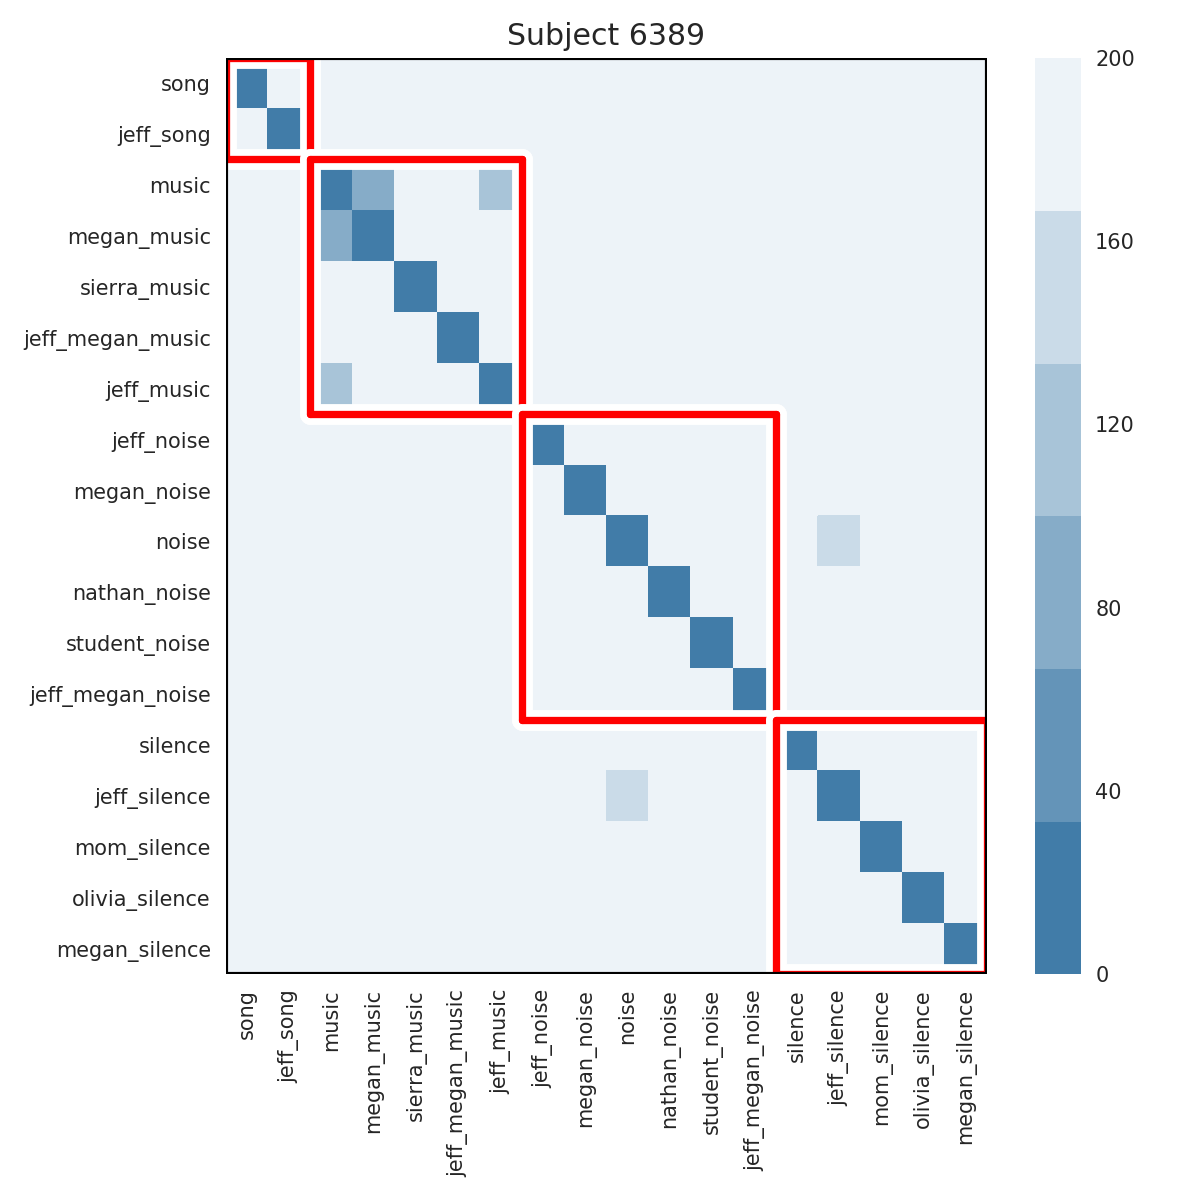 Subject 6389
song
jeff_song
music
megan_music
sierra_music
jeff_megan_music
jeff_music
jeff_noise
megan_noise
noise
nathan_noise
student_noise
jeff_megan_noise
silence
jeff_silence
mom_silence
olivia_silence
megan_silence
song
jeff_song
music
megan_music
sierra_music
jeff_megan_music
jeff_music
jeff_noise
megan_noise
noise
nathan_noise
student_noise
jeff_megan_noise
silence
jeff_silence
mom_silence
olivia_silence
megan_silence
200
160
120
80
40
0